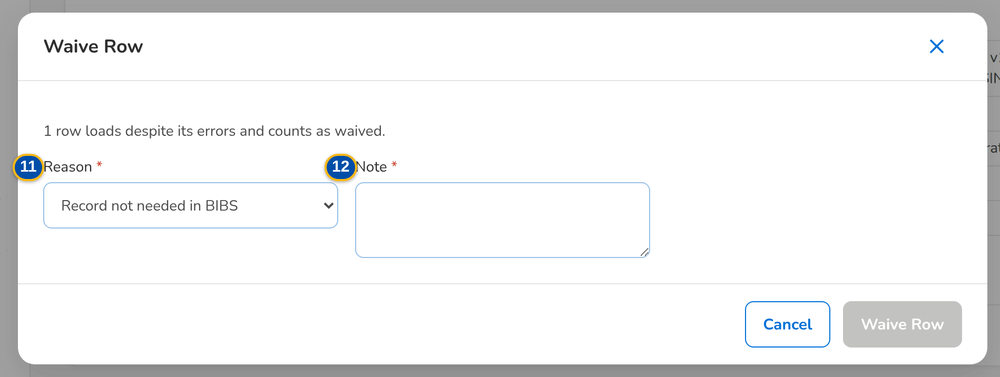 Waive Row
1 row loads despite its errors and counts as waived.
11 Reason *
12 Note *
Record not needed in BIBS
Cancel
Waive Row